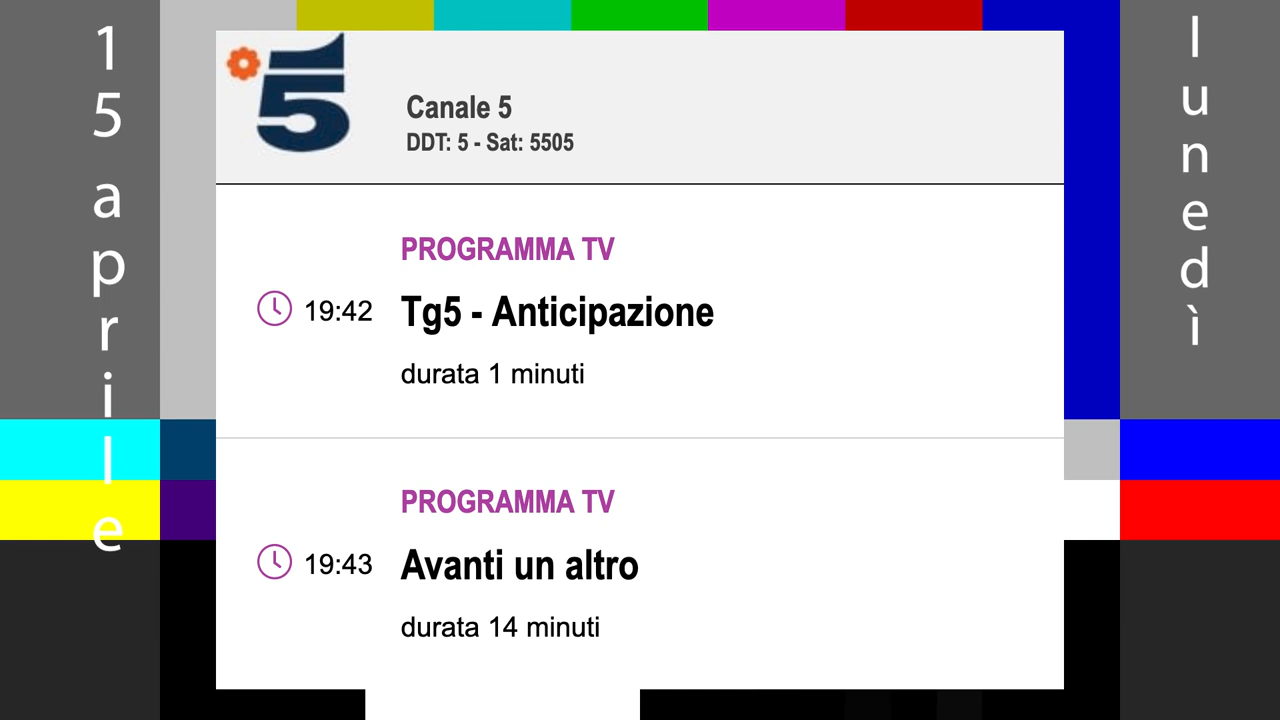 15 aprile
lunedì
5
Canale 5
DDT: 5 - Sat: 5505
PROGRAMMA TV
19:42 Tg5 - Anticipazione
durata 1 minuti
PROGRAMMA TV
19:43 Avanti un altro
durata 14 minuti